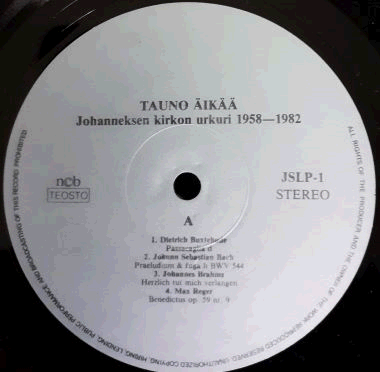 TAUNO ÄIKÄÄ
Johanneksen kirkon urkuri 1958—1982
ncb
TEOSTO
JSLP-1
STEREO
A
1. Dietrich Buxtehude
Passacaglia d
2. Johann Sebastian Bach
Praeludium & fuga h BWV 544
3. Johannes Brahms
Herzlich tut mich verlangen
4. Max Reger
Benedictus op. 59 nr. 9
ALL RIGHTS OF THE PRODUCER AND THE OWNER OF THE WORK REPRODUCED RESERVED UNAUTHORIZED COPYING, HIRING, LENDING, PUBLIC PERFORMANCE AND BROADCASTING OF THIS RECORD PROHIBITED